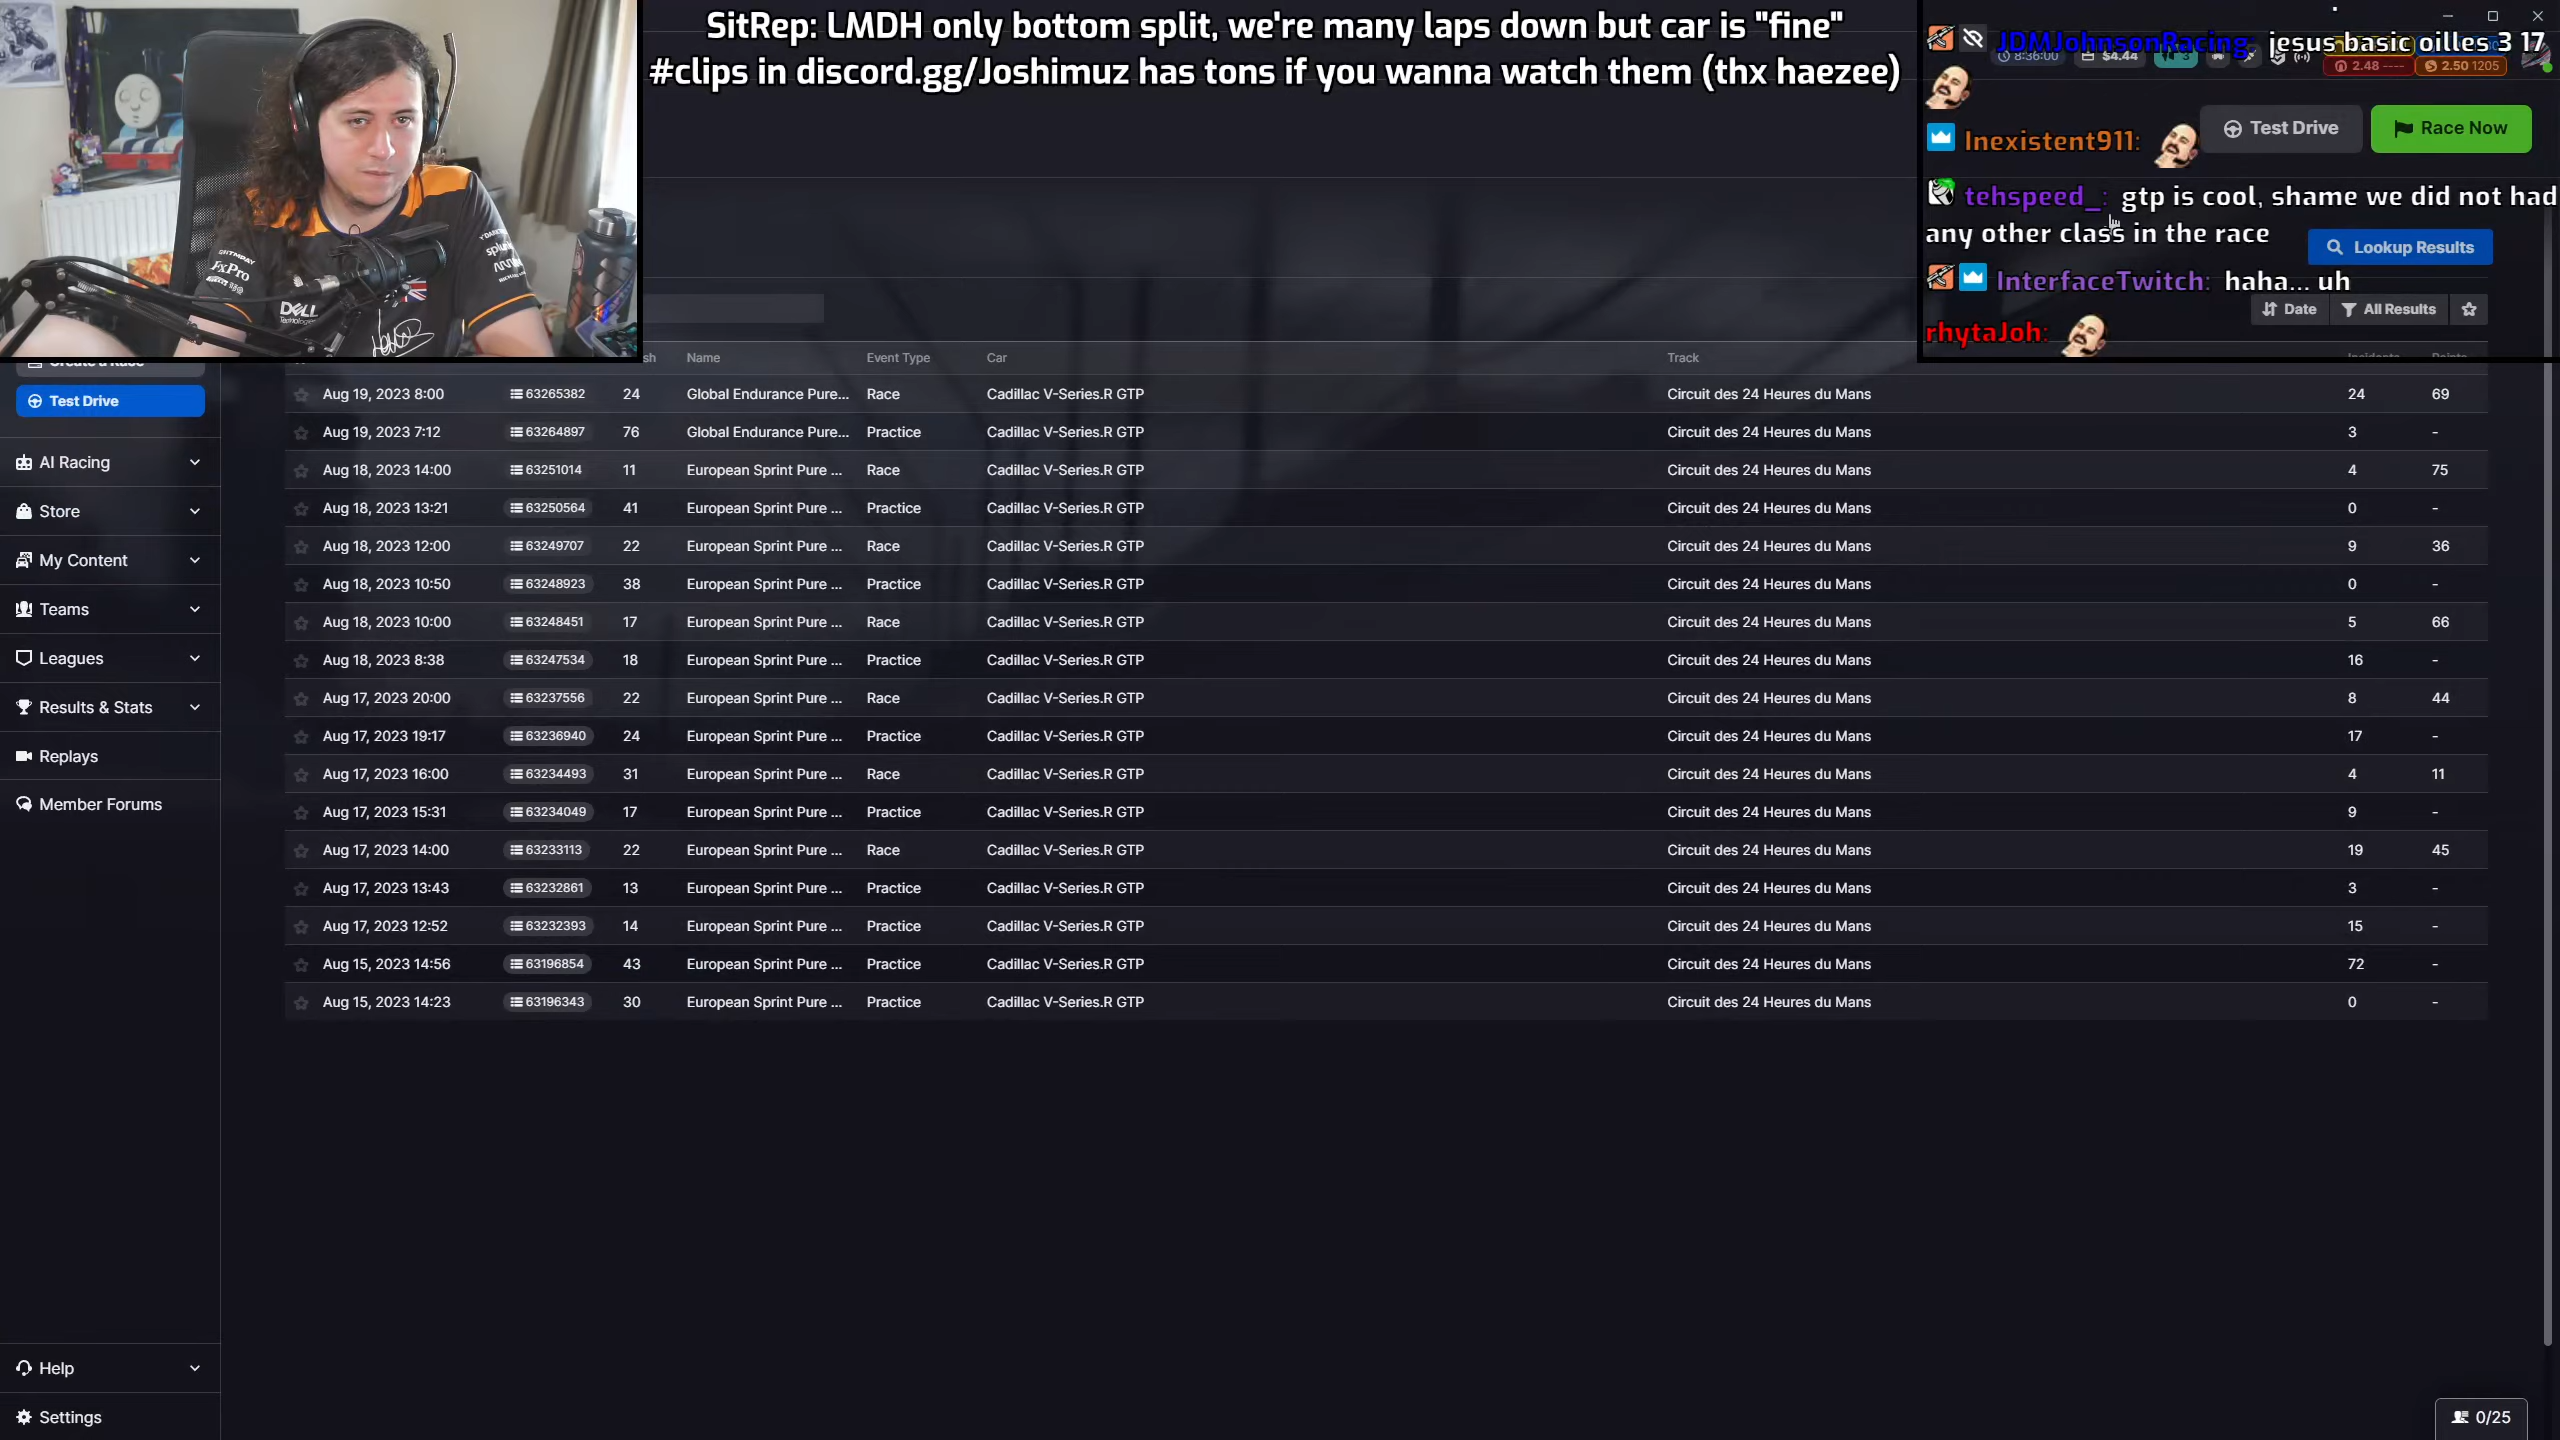 SitRep: LMDH only bottom split, we're many laps down but car is "fine"
#clips in discord.gg/Joshimuz has tons if you wanna watch them (thx haezee)
JDMJohnsonRacing: jesus basic oilles 3 17
8:36:00 $4.44 3 2.48 ---- 2.50 1205
Inexistent911:
Test Drive Race Now
tehspeed_: gtp is cool, shame we did not had
any other class in the race
Lookup Results
InterfaceTwitch: haha... uh
Date All Results
rhytaJoh:
FxPro
DELL
Technologies
splunk>
Test Drive
AI Racing
Store
My Content
Teams
Leagues
Results & Stats
Replays
Member Forums
Help
Settings
Name Event Type Car Track
Aug 19, 2023 8:00 63265382 24 Global Endurance Pure... Race Cadillac V-Series.R GTP Circuit des 24 Heures du Mans 24 69
Aug 19, 2023 7:12 63264897 76 Global Endurance Pure... Practice Cadillac V-Series.R GTP Circuit des 24 Heures du Mans 3 -
Aug 18, 2023 14:00 63251014 11 European Sprint Pure ... Race Cadillac V-Series.R GTP Circuit des 24 Heures du Mans 4 75
Aug 18, 2023 13:21 63250564 41 European Sprint Pure ... Practice Cadillac V-Series.R GTP Circuit des 24 Heures du Mans 0 -
Aug 18, 2023 12:00 63249707 22 European Sprint Pure ... Race Cadillac V-Series.R GTP Circuit des 24 Heures du Mans 9 36
Aug 18, 2023 10:50 63248923 38 European Sprint Pure ... Practice Cadillac V-Series.R GTP Circuit des 24 Heures du Mans 0 -
Aug 18, 2023 10:00 63248451 17 European Sprint Pure ... Race Cadillac V-Series.R GTP Circuit des 24 Heures du Mans 5 66
Aug 18, 2023 8:38 63247534 18 European Sprint Pure ... Practice Cadillac V-Series.R GTP Circuit des 24 Heures du Mans 16 -
Aug 17, 2023 20:00 63237556 22 European Sprint Pure ... Race Cadillac V-Series.R GTP Circuit des 24 Heures du Mans 8 44
Aug 17, 2023 19:17 63236940 24 European Sprint Pure ... Practice Cadillac V-Series.R GTP Circuit des 24 Heures du Mans 17 -
Aug 17, 2023 16:00 63234493 31 European Sprint Pure ... Race Cadillac V-Series.R GTP Circuit des 24 Heures du Mans 4 11
Aug 17, 2023 15:31 63234049 17 European Sprint Pure ... Practice Cadillac V-Series.R GTP Circuit des 24 Heures du Mans 9 -
Aug 17, 2023 14:00 63233113 22 European Sprint Pure ... Race Cadillac V-Series.R GTP Circuit des 24 Heures du Mans 19 45
Aug 17, 2023 13:43 63232861 13 European Sprint Pure ... Practice Cadillac V-Series.R GTP Circuit des 24 Heures du Mans 3 -
Aug 17, 2023 12:52 63232393 14 European Sprint Pure ... Practice Cadillac V-Series.R GTP Circuit des 24 Heures du Mans 15 -
Aug 15, 2023 14:56 63196854 43 European Sprint Pure ... Practice Cadillac V-Series.R GTP Circuit des 24 Heures du Mans 72 -
Aug 15, 2023 14:23 63196343 30 European Sprint Pure ... Practice Cadillac V-Series.R GTP Circuit des 24 Heures du Mans 0 -
0/25